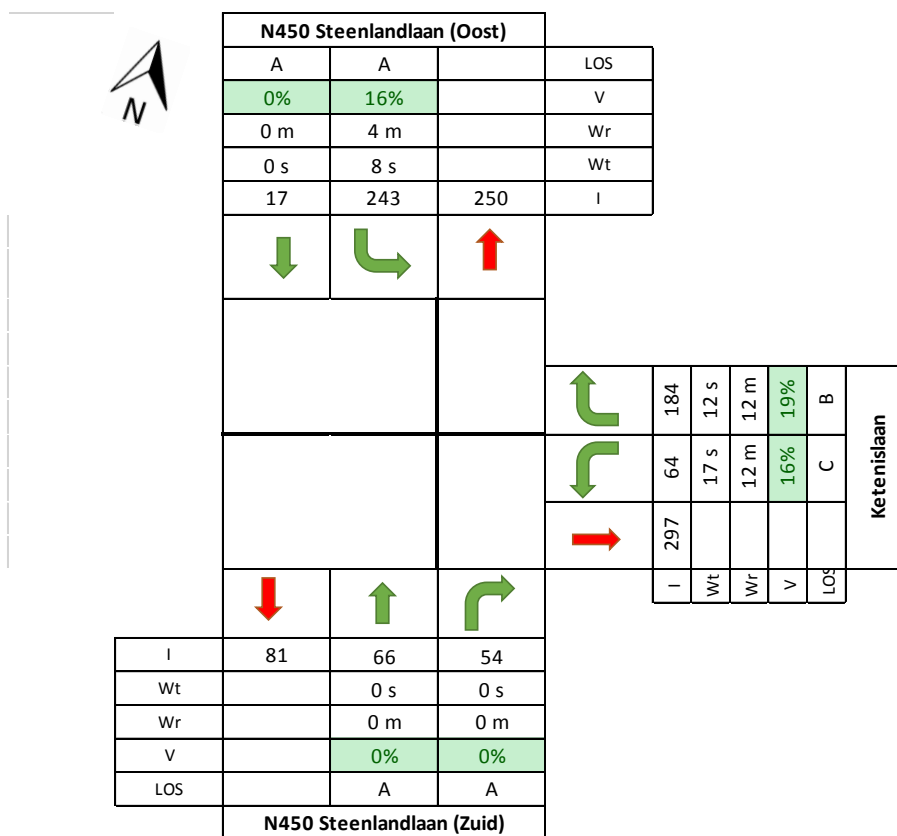 N450 Steenlandlaan (Oost)
A A LOS
N
0% 16% V
0 m 4 m Wr
0 s 8 s Wt
17 243 250 I
184 12 s 12 m 19% B
64 17 s 12 m 16% C
Ketenislaan
297
I Wt Wr V LOS
I 81 66 54
Wt 0 s 0 s
Wr 0 m 0 m
V 0% 0%
LOS A A
N450 Steenlandlaan (Zuid)